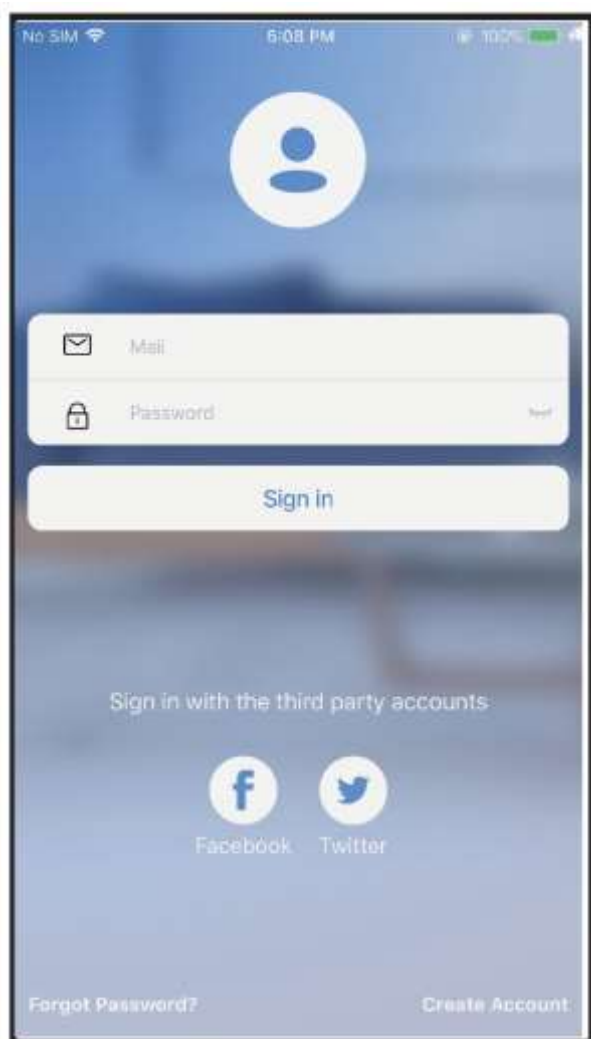 No SIM 6:08 PM 100%
Mail
Password
Sign in
Sign in with the third party accounts
Facebook Twitter
Forgot Password? Create Account